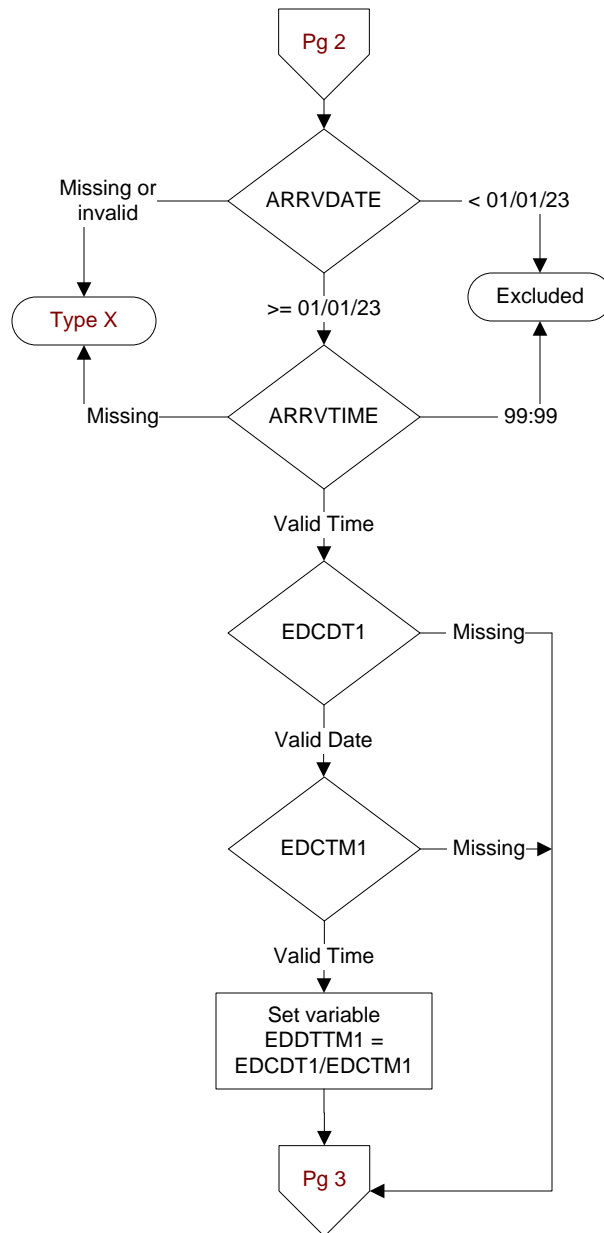 Pg 2
ARRVDATE
Missing or
invalid
< 01/01/23
Type X
Excluded
>= 01/01/23
ARRVTIME
Missing
99:99
Valid Time
EDCDT1
Missing
Valid Date
EDCTM1
Missing
Valid Time
Set variable
EDDTTM1 =
EDCDT1/EDCTM1
Pg 3